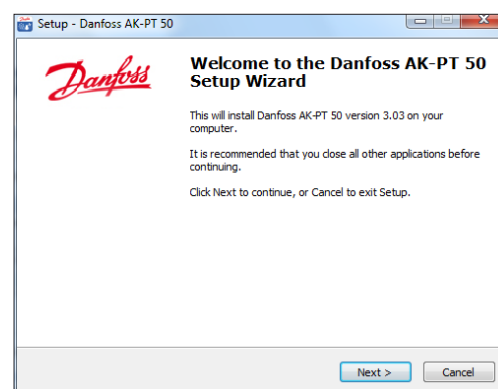 Setup - Danfoss AK-PT 50
Danfoss
Welcome to the Danfoss AK-PT 50
Setup Wizard
This will install Danfoss AK-PT 50 version 3.03 on your
computer.
It is recommended that you close all other applications before
continuing.
Click Next to continue, or Cancel to exit Setup.
Next >
Cancel